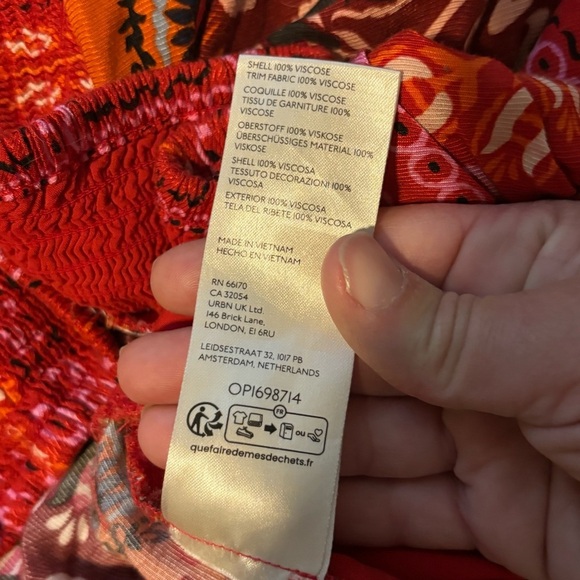 SHELL 100% VISCOSE
TRIM FABRIC 100% VISCOSE
COQUILLE 100% VISCOSE
TISSU DE GARNITURE 100%
VISCOSE
OBERSTOFF 100% VISKOSE
ÜBERSCHÜSSIGES MATERIAL 100%
VISKOSE
SHELL 100% VISCOSA
TESSUTO DECORAZIONI 100%
VISCOSA
EXTERIOR 100% VISCOSA
TELA DEL RIBETE 100% VISCOSA
MADE IN VIETNAM
HECHO EN VIETNAM
RN 66170
CA 32054
URBN UK Ltd.
146 Brick Lane,
LONDON, E1 6RU
LEIDSESTRAAT 32, 1017 PB
AMSTERDAM, NETHERLANDS
OP1698714
FR
ou
quefairedemesdechets.fr